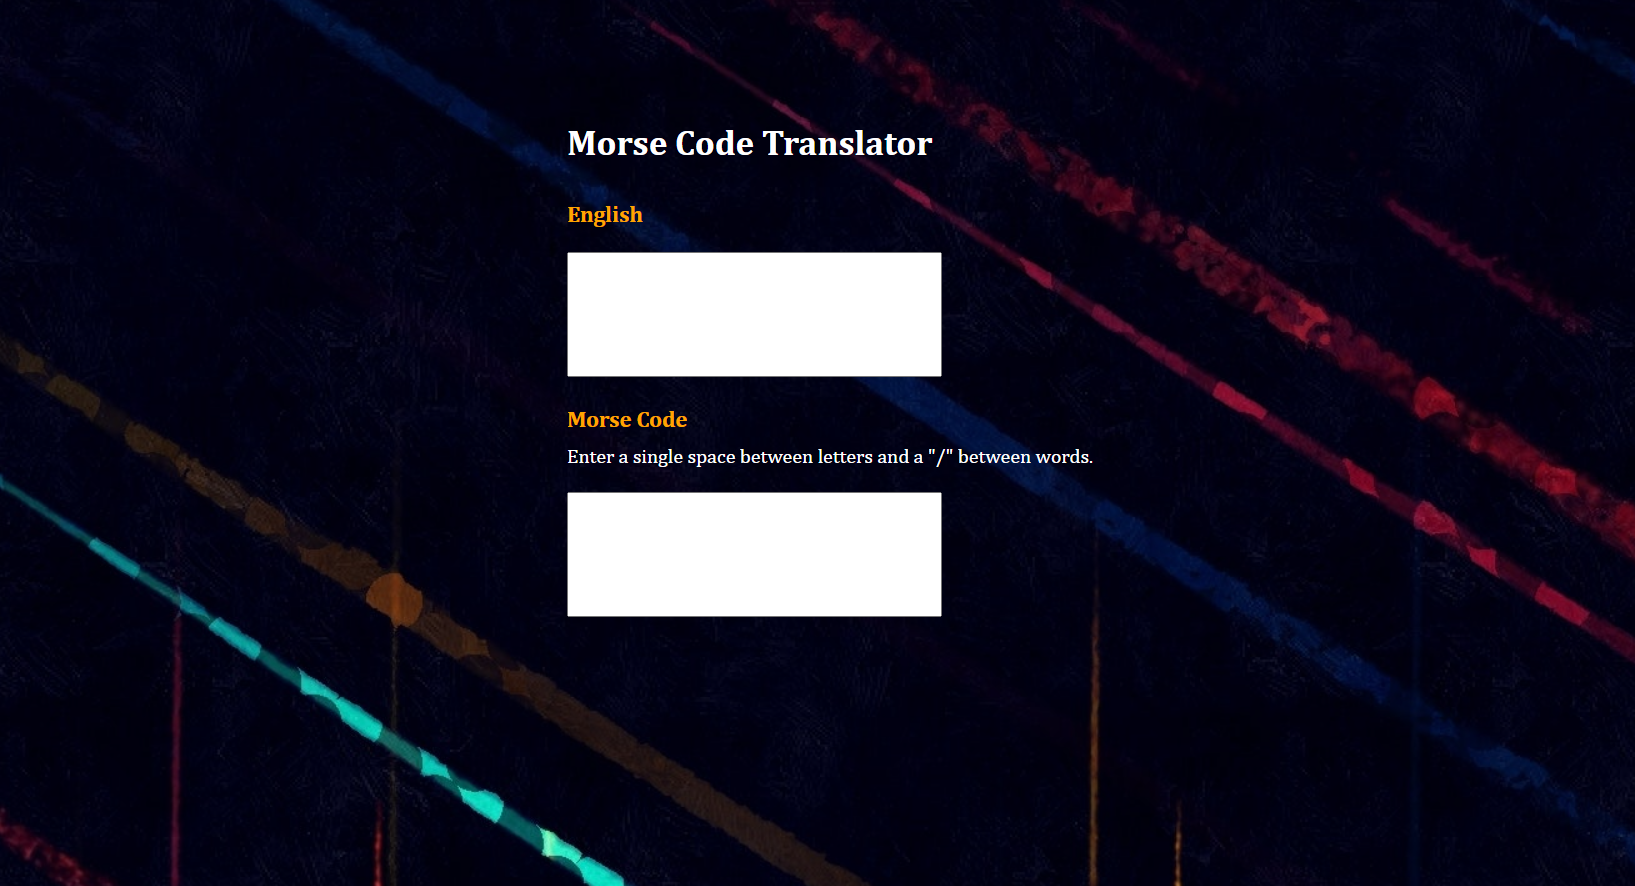 Morse Code Translator
English
Morse Code
Enter a single space between letters and a "/" between words.